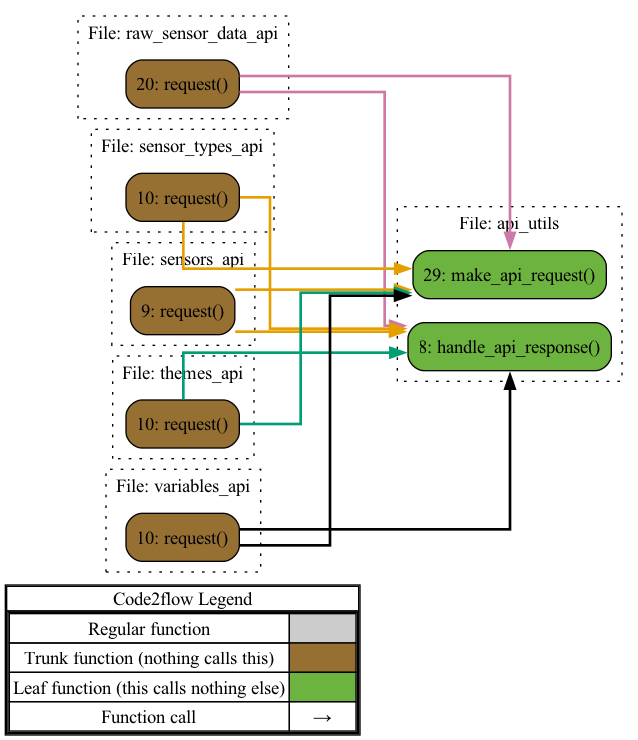 File: raw_sensor_data_api
20: request()
File: sensor_types_api
10: request()
File: sensors_api
9: request()
File: themes_api
10: request()
File: variables_api
10: request()
File: api_utils
29: make_api_request()
8: handle_api_response()
Code2flow Legend
Regular function
Trunk function (nothing calls this)
Leaf function (this calls nothing else)
Function call →